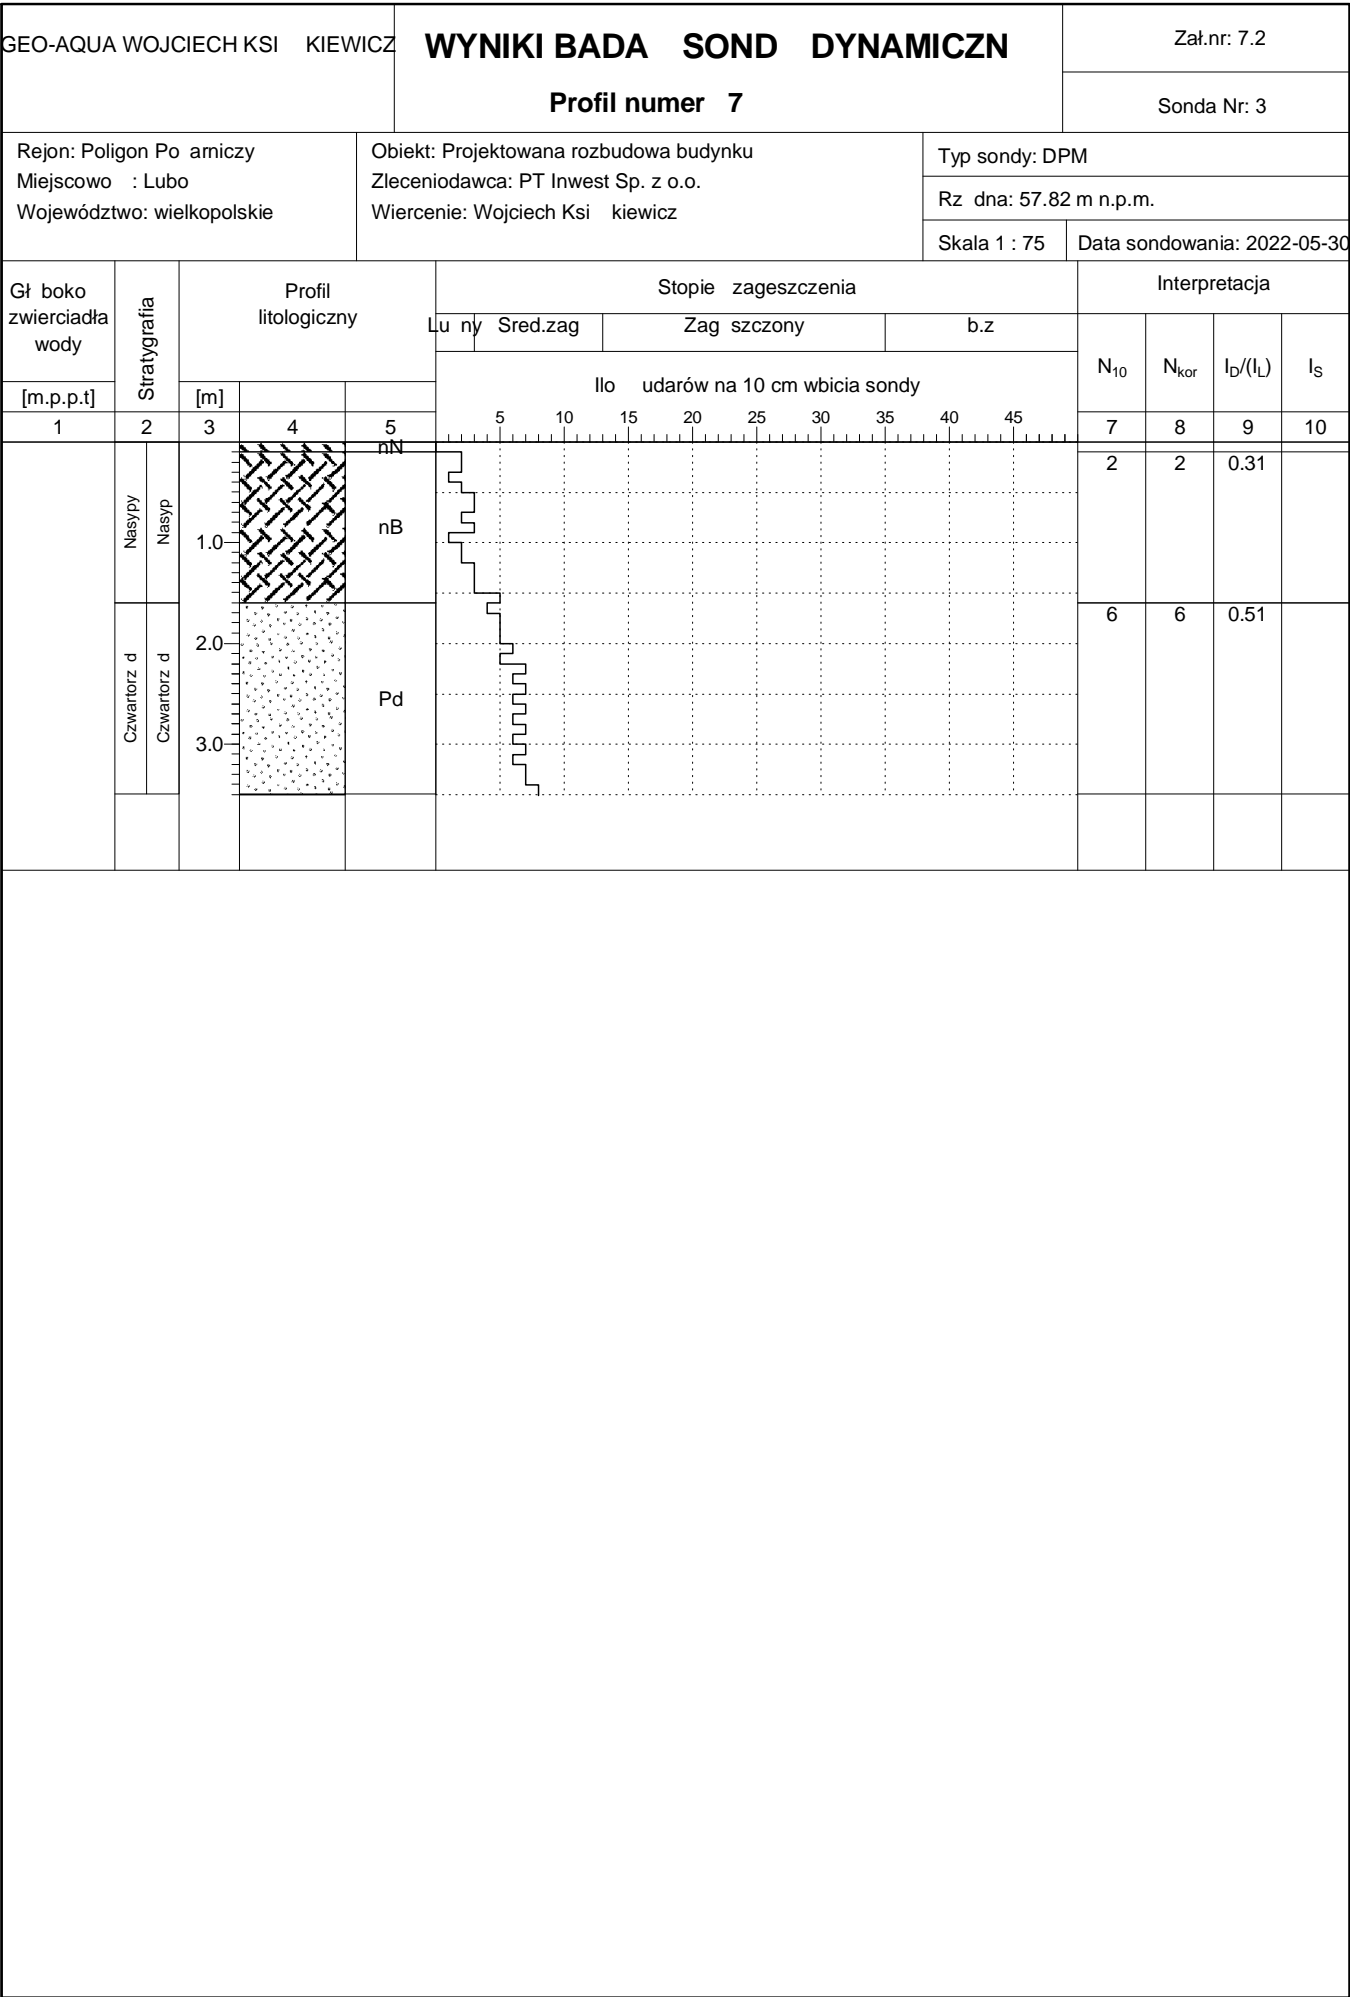 GEO-AQUA WOJCIECH KSI KIEWICZ
WYNIKI BADA SOND DYNAMICZN
Profil numer 7
Zał.nr: 7.2
Sonda Nr: 3
Rejon: Poligon Po arniczy
Miejscowo : Lubo
Województwo: wielkopolskie
Obiekt: Projektowana rozbudowa budynku
Zleceniodawca: PT Inwest Sp. z o.o.
Wiercenie: Wojciech Ksi kiewicz
Typ sondy: DPM
Rz dna: 57.82 m n.p.m.
Skala 1 : 75
Data sondowania: 2022-05-30
Gł boko
zwierciadła
wody
[m.p.p.t]
Stratygrafia
Profil
litologiczny
[m]
Stopie zageszczenia
Lu ny Sred.zag Zag szczony b.z
Ilo udarów na 10 cm wbicia sondy
5 10 15 20 25 30 35 40 45
Interpretacja
N10 Nkor ID/(IL) IS
1 2 3 4 5 7 8 9 10
nN
Nasypy
Nasyp
1.0
nB
2 2 0.31
Czwartorz d
Czwartorz d
2.0
3.0
Pd
6 6 0.51